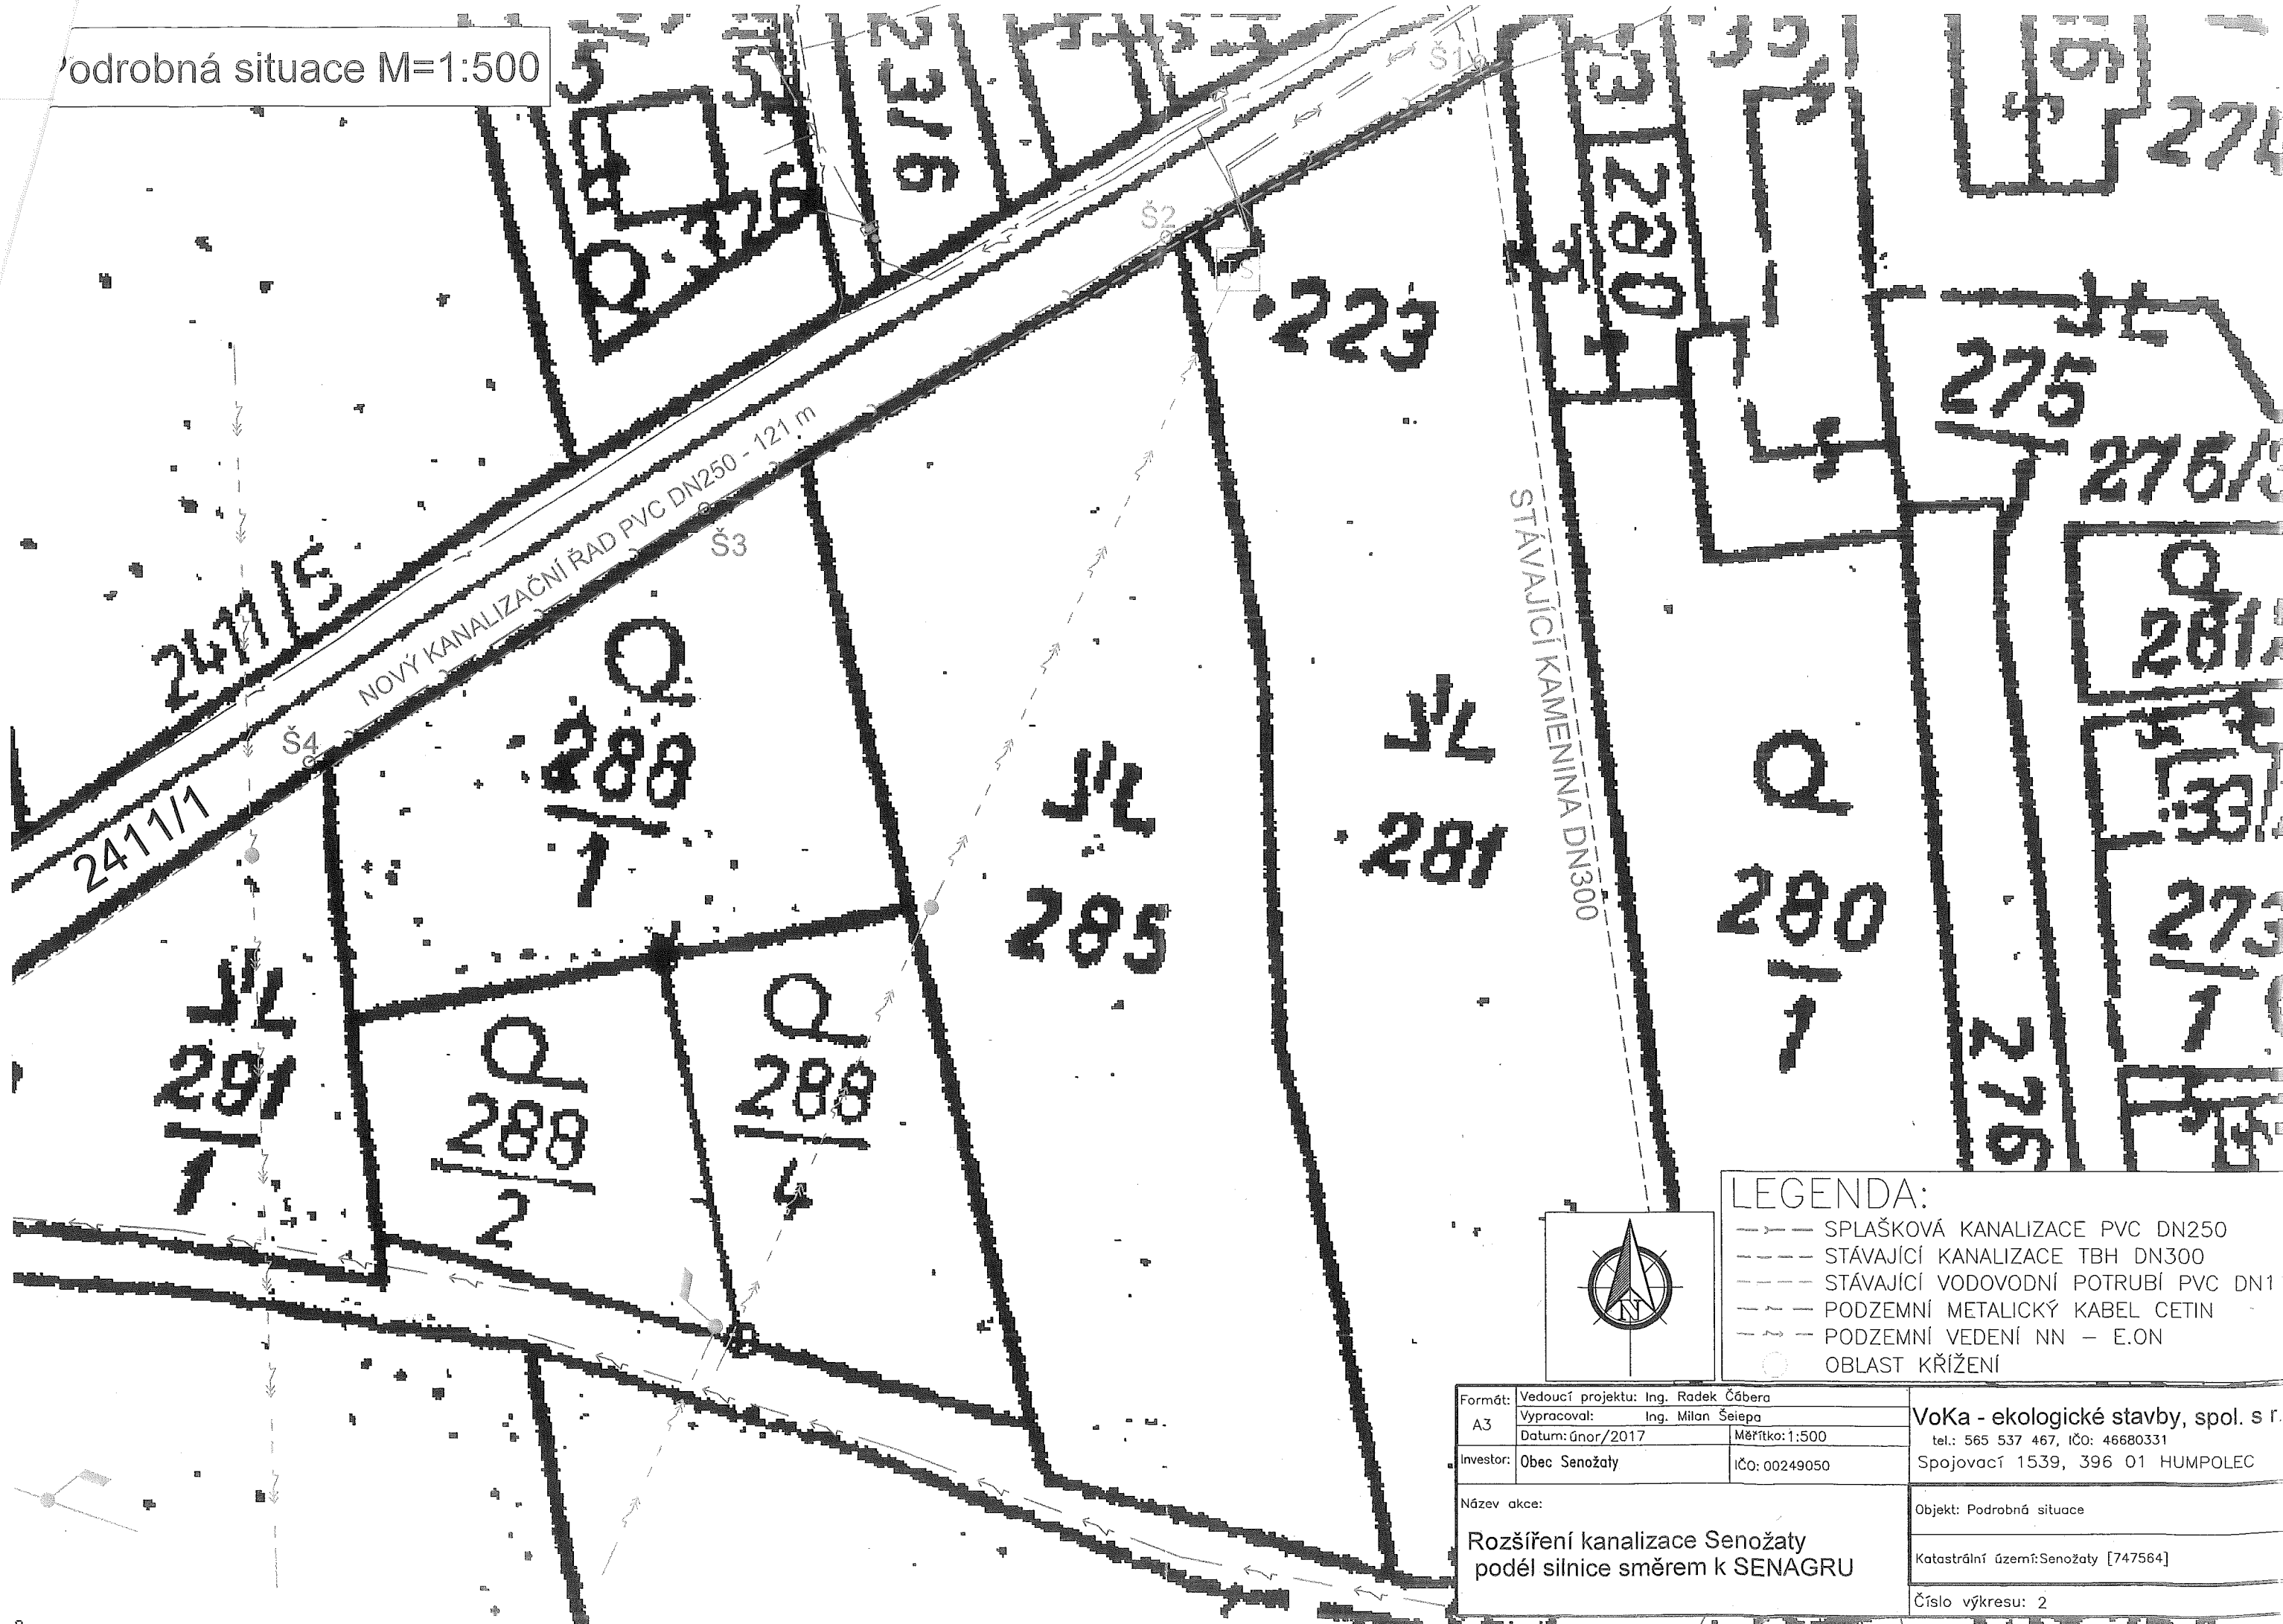 Podrobná situace M=1:500
23/6
326
Š1
Š2
TS
223
274
275
276/3
2411/5
NOVÝ KANALIZAČNÍ ŘAD PVC DN250 - 121 m
Š3
Š4
2411/1
STÁVAJÍCÍ KAMENINA DN300
288
1
285
281
280
1
273
1
276
291
1
288
2
288
4
LEGENDA:
SPLAŠKOVÁ KANALIZACE PVC DN250
STÁVAJÍCÍ KANALIZACE TBH DN300
STÁVAJÍCÍ VODOVODNÍ POTRUBÍ PVC DN1
PODZEMNÍ METALICKÝ KABEL CETIN
PODZEMNÍ VEDENÍ NN – E.ON
OBLAST KŘÍŽENÍ
N
Formát:
A3
Vedoucí projektu: Ing. Radek Čábera
Vypracoval: Ing. Milan Šeiepa
Datum: únor/2017
Měřítko: 1:500
Investor: Obec Senožaty
IČO: 00249050
VoKa - ekologické stavby, spol. s r.
tel.: 565 537 467, IČO: 46680331
Spojovací 1539, 396 01 HUMPOLEC
Název akce:
Rozšíření kanalizace Senožaty
podél silnice směrem k SENAGRU
Objekt: Podrobná situace
Katastrální území: Senožaty [747564]
Číslo výkresu: 2